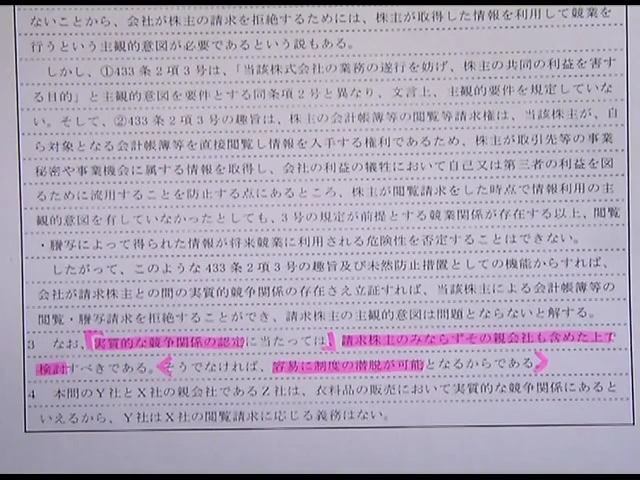 ないことから、会社が株主の請求を拒絶するためには、株主が取得した情報を利用して競業を
行うという主観的意図が必要であるという説もある。
しかし、①433条2項3号は、「当該株式会社の業務の遂行を妨げ、株主の共同の利益を害す
る目的」と主観的意図を要件とする同条項2号と異なり、文言上、主観的要件を規定していな
い。そして、②433条2項3号の趣旨は、株主の会計帳簿等の閲覧等請求権は、当該株主が、自
ら対象となる会計帳簿等を直接閲覧し情報を入手する権利であるため、株主が取引先等の事業
秘密や事業機会に属する情報を取得し、会社の利益の犠牲において自己又は第三者の利益を図
るために流用することを防止する点にあるところ、株主が閲覧請求をした時点で情報利用の主
観的意図を有していなかったとしても、3号の規定が前提とする競業関係が存在する以上、閲覧
・謄写によって得られた情報が将来競業に利用される危険性を否定することはできない。
したがって、このような433条2項3号の趣旨及び未然防止措置としての機能からすれば、
会社が請求株主との間の実質的競争関係の存在さえ立証すれば、当該株主による会計帳簿等の
閲覧・謄写請求を拒絶することができ、請求株主の主観的意図は問題とならないと解する。
3 なお、実質的な競争関係の認定に当たっては、請求株主のみならずその親会社も含めた上で
検討すべきである。そうでなければ、容易に制度の潜脱が可能となるからである。
4 本問のY社とX社の親会社であるZ社は、衣料品の販売において実質的な競争関係にあると
いえるから、Y社はX社の閲覧請求に応じる義務はない。